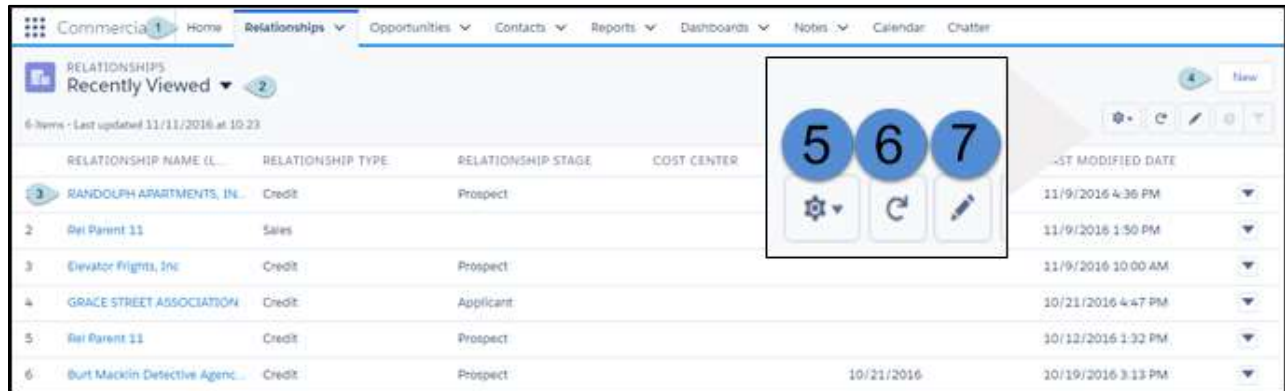 Commercia 1 Home Relationships Opportunities Contacts Reports Dashboards Notes Calendar Chatter
RELATIONSHIPS
Recently Viewed 2 4 New
6 items • Last updated 11/11/2016 at 10:23
5 6 7
RELATIONSHIP NAME (L... RELATIONSHIP TYPE RELATIONSHIP STAGE COST CENTER ST MODIFIED DATE
3 RANDOLPH APARTMENTS, IN... Credit Prospect 11/9/2016 4:36 PM
2 Rel Parent 11 Sales 11/9/2016 1:50 PM
3 Elevator Frights, Inc Credit Prospect 11/9/2016 10:00 AM
4 GRACE STREET ASSOCIATION Credit Applicant 10/21/2016 4:47 PM
5 Rel Parent 11 Credit Prospect 10/12/2016 1:32 PM
6 Burt Macklin Detective Agenc... Credit Prospect 10/21/2016 10/19/2016 3:13 PM